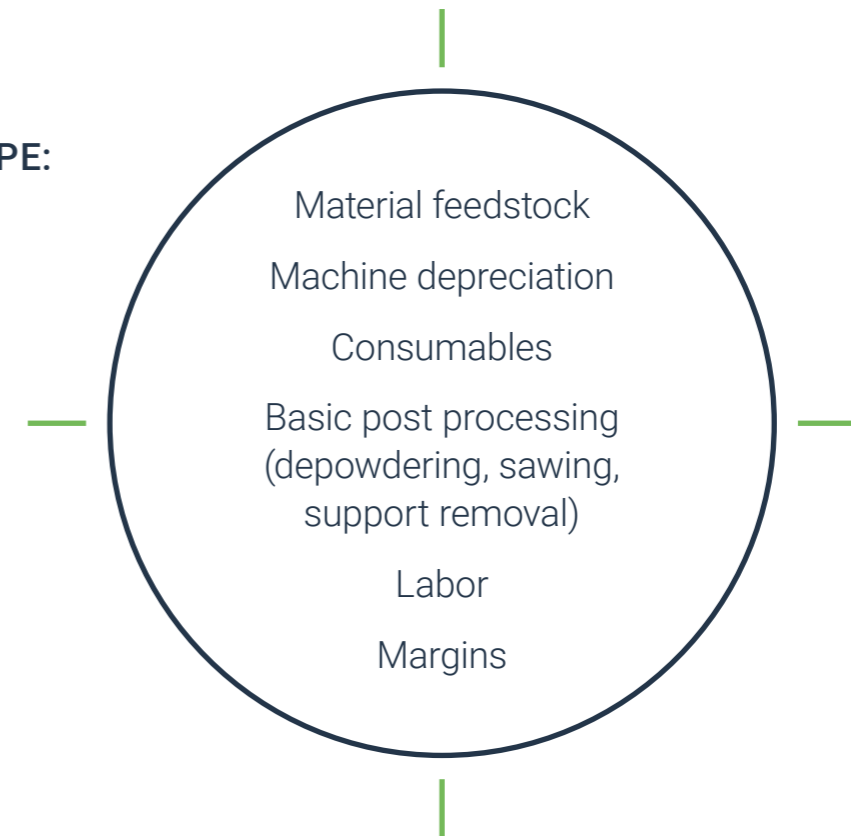 PE:
Material feedstock
Machine depreciation
Consumables
Basic post processing
(depowdering, sawing,
support removal)
Labor
Margins